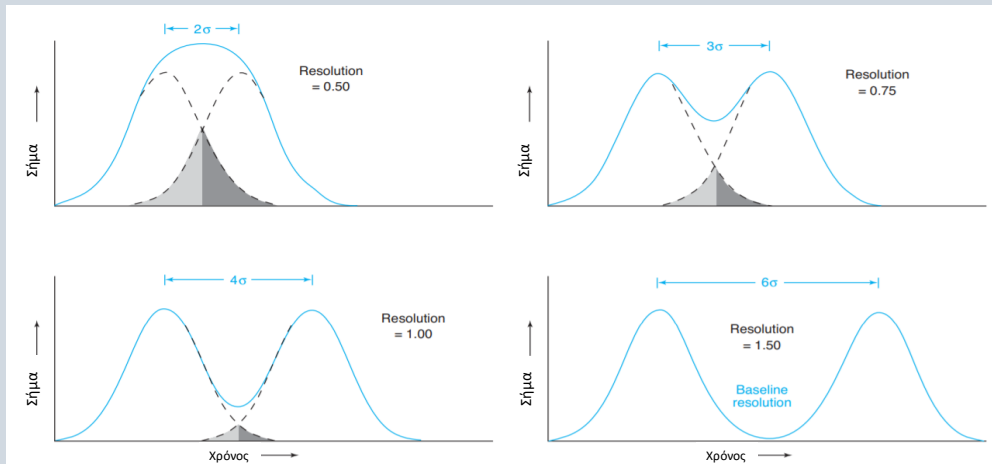 2σ
Resolution
= 0.50
Σήμα
3σ
Resolution
= 0.75
Σήμα
4σ
Resolution
= 1.00
Σήμα
Χρόνος
6σ
Resolution
= 1.50
Baseline
resolution
Σήμα
Χρόνος